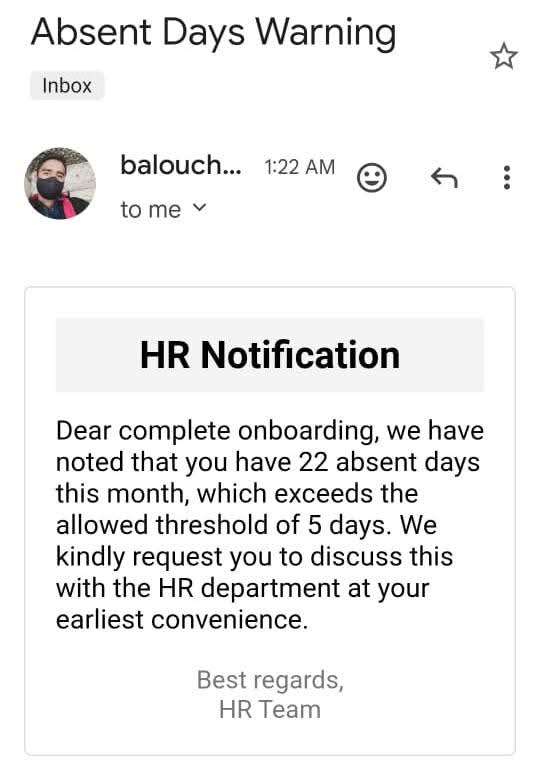 Absent Days Warning
Inbox
balouch... 1:22 AM
to me
HR Notification
Dear complete onboarding, we have
noted that you have 22 absent days
this month, which exceeds the
allowed threshold of 5 days. We
kindly request you to discuss this
with the HR department at your
earliest convenience.
Best regards,
HR Team